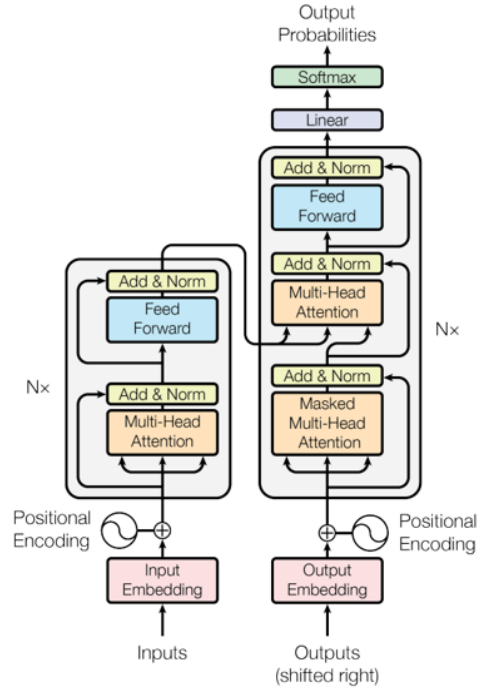 Output
Probabilities
Softmax
Linear
Add & Norm
Feed
Forward
Add & Norm
Multi-Head
Attention
Add & Norm
Masked
Multi-Head
Attention
N×
Positional
Encoding
Output
Embedding
Outputs
(shifted right)
Add & Norm
Feed
Forward
Add & Norm
Multi-Head
Attention
N×
Positional
Encoding
Input
Embedding
Inputs